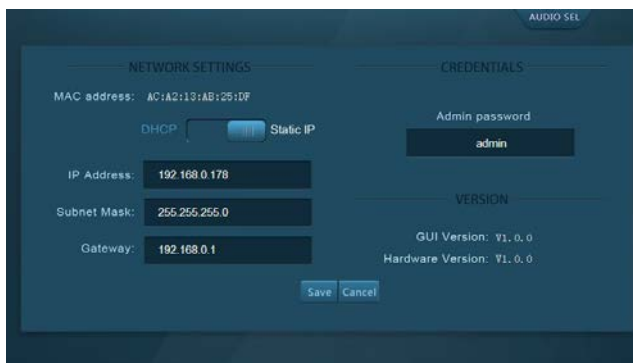 AUDIO SEL
NETWORK SETTINGS
MAC address: AC:A2:13:AB:25:DF
DHCP Static IP
IP Address: 192.168.0.178
Subnet Mask: 255.255.255.0
Gateway: 192.168.0.1
CREDENTIALS
Admin password
admin
VERSION
GUI Version: V1.0.0
Hardware Version: V1.0.0
Save Cancel